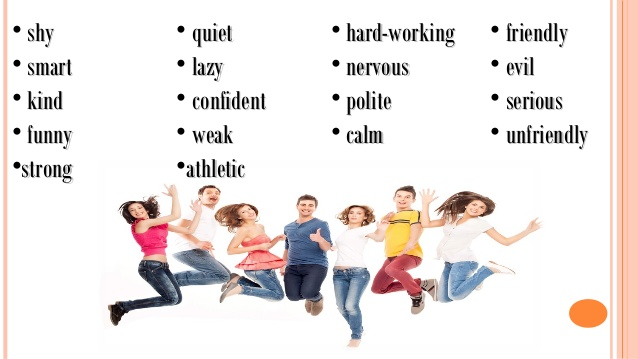 • shy
• smart
• kind
• funny
•strong
• quiet
• lazy
• confident
• weak
•athletic
• hard-working
• nervous
• polite
• calm
• friendly
• evil
• serious
• unfriendly